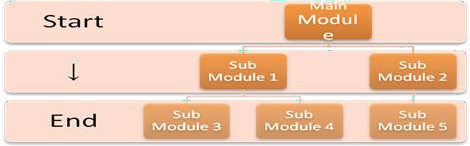 Start
Main
Modul
e
↓
Sub
Module 1
Sub
Module 2
End
Sub
Module 3
Sub
Module 4
Sub
Module 5